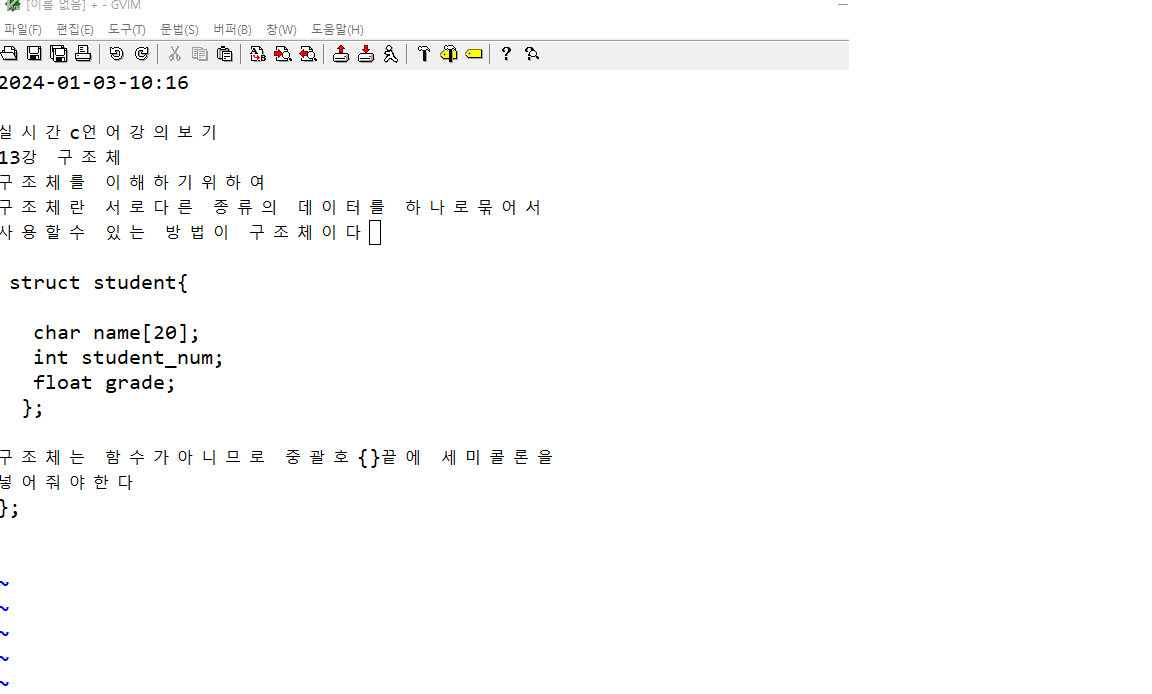 [이름 없음] + - GVIM
파일(F) 편집(E) 도구(T) 문법(S) 버퍼(B) 창(W) 도움말(H)
2024-01-03-10:16
실시간c언어강의보기
13강 구조체
구조체를 이해하기위하여
구조체란 서로다른 종류의 데이터를 하나로묶어서
사용할수 있는 방법이 구조체이다
struct student{
char name[20];
int student_num;
float grade;
};
구조체는 함수가아니므로 중괄호{}끝에 세미콜론을
넣어줘야한다
};
~
~
~
~
~